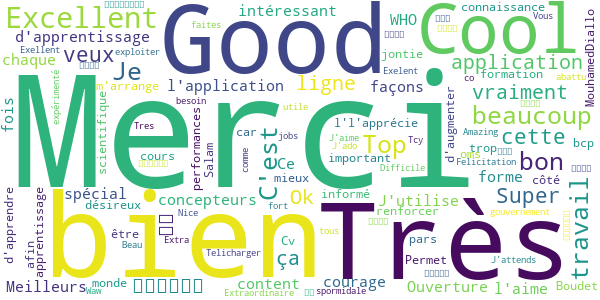 Excellent
intéressant
Good
Cool
WHO
connaissance
Vous
faites
d'apprentissage
veux
jontie
application
Exellent
exploiter
chaque
Je
l'application
ligne
Exelent
formation
abattu
MouhamedDiallo
m'arrange
façons
vraiment
beaucoup
fois
expérimenté
scientifique
Merci
besoin
utile
co
performances
Tres
jobs
l'l'apprécie
d'augmenter
Amazing
cette
cours
Salam
car
C'est
J'aime
Top
Tcy
trop
Felicitation
bcp
comme
J'ado
important
oms
bon
Ce
mieux
informé
Difficile
forme
côté
d'apprendre
afin
apprentissage
bien
spécial
désireux
concepteurs
Ok
Très
J'utilise
renforcer
Super
travail
gouvernement
être
Nice
fort
tous
Beau
Extra
Telicharger
Cv
ça
pars
Permet
J'attends
Meilleurs
monde
Waw
content
Extraordinaire
courage
spormidale
Ouverture
l'aime
Boudet